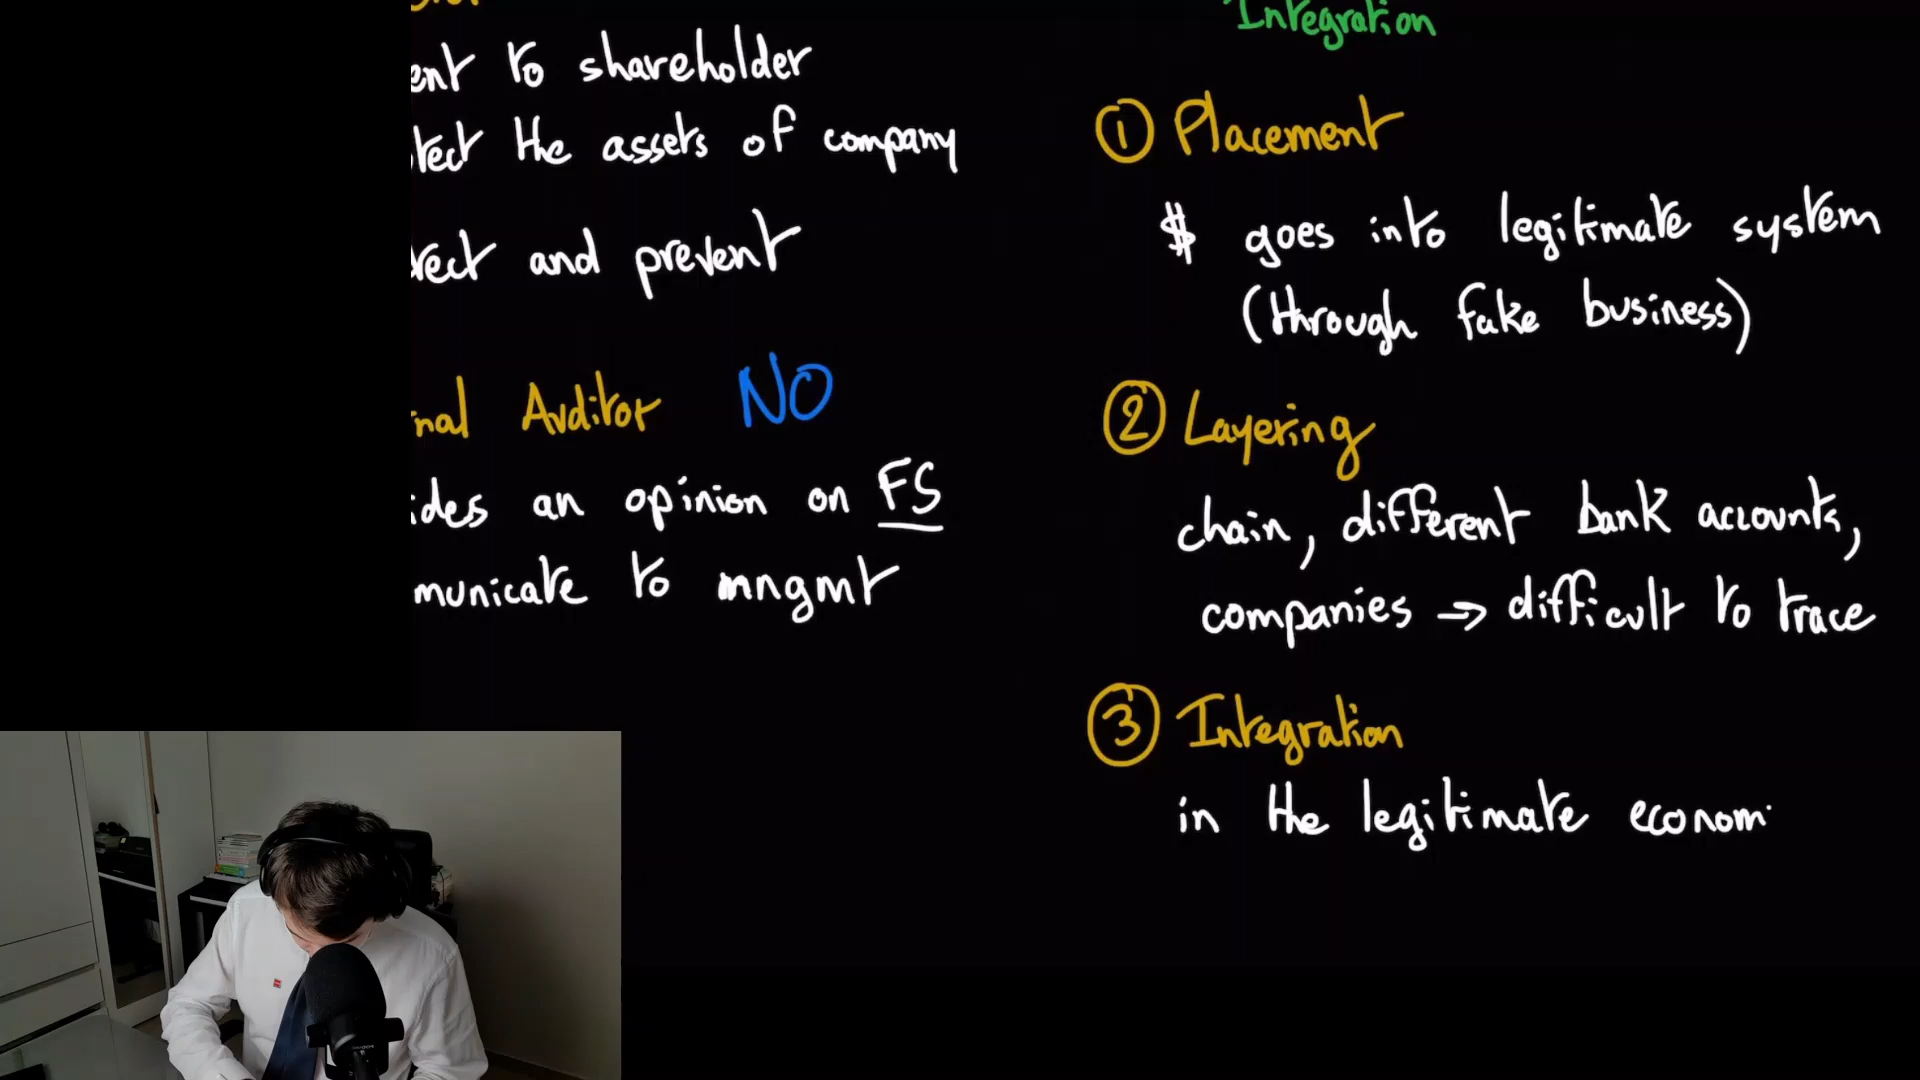 ent to shareholder
tect the assets of company
tect and prevent
nal Auditor NO
ides an opinion on FS
municate to mngmt
Integration
① Placement
$ goes into legitimate system
(through fake business)
② Layering
chain, different bank accounts,
companies → difficult to trace
③ Integration
in the legitimate econom